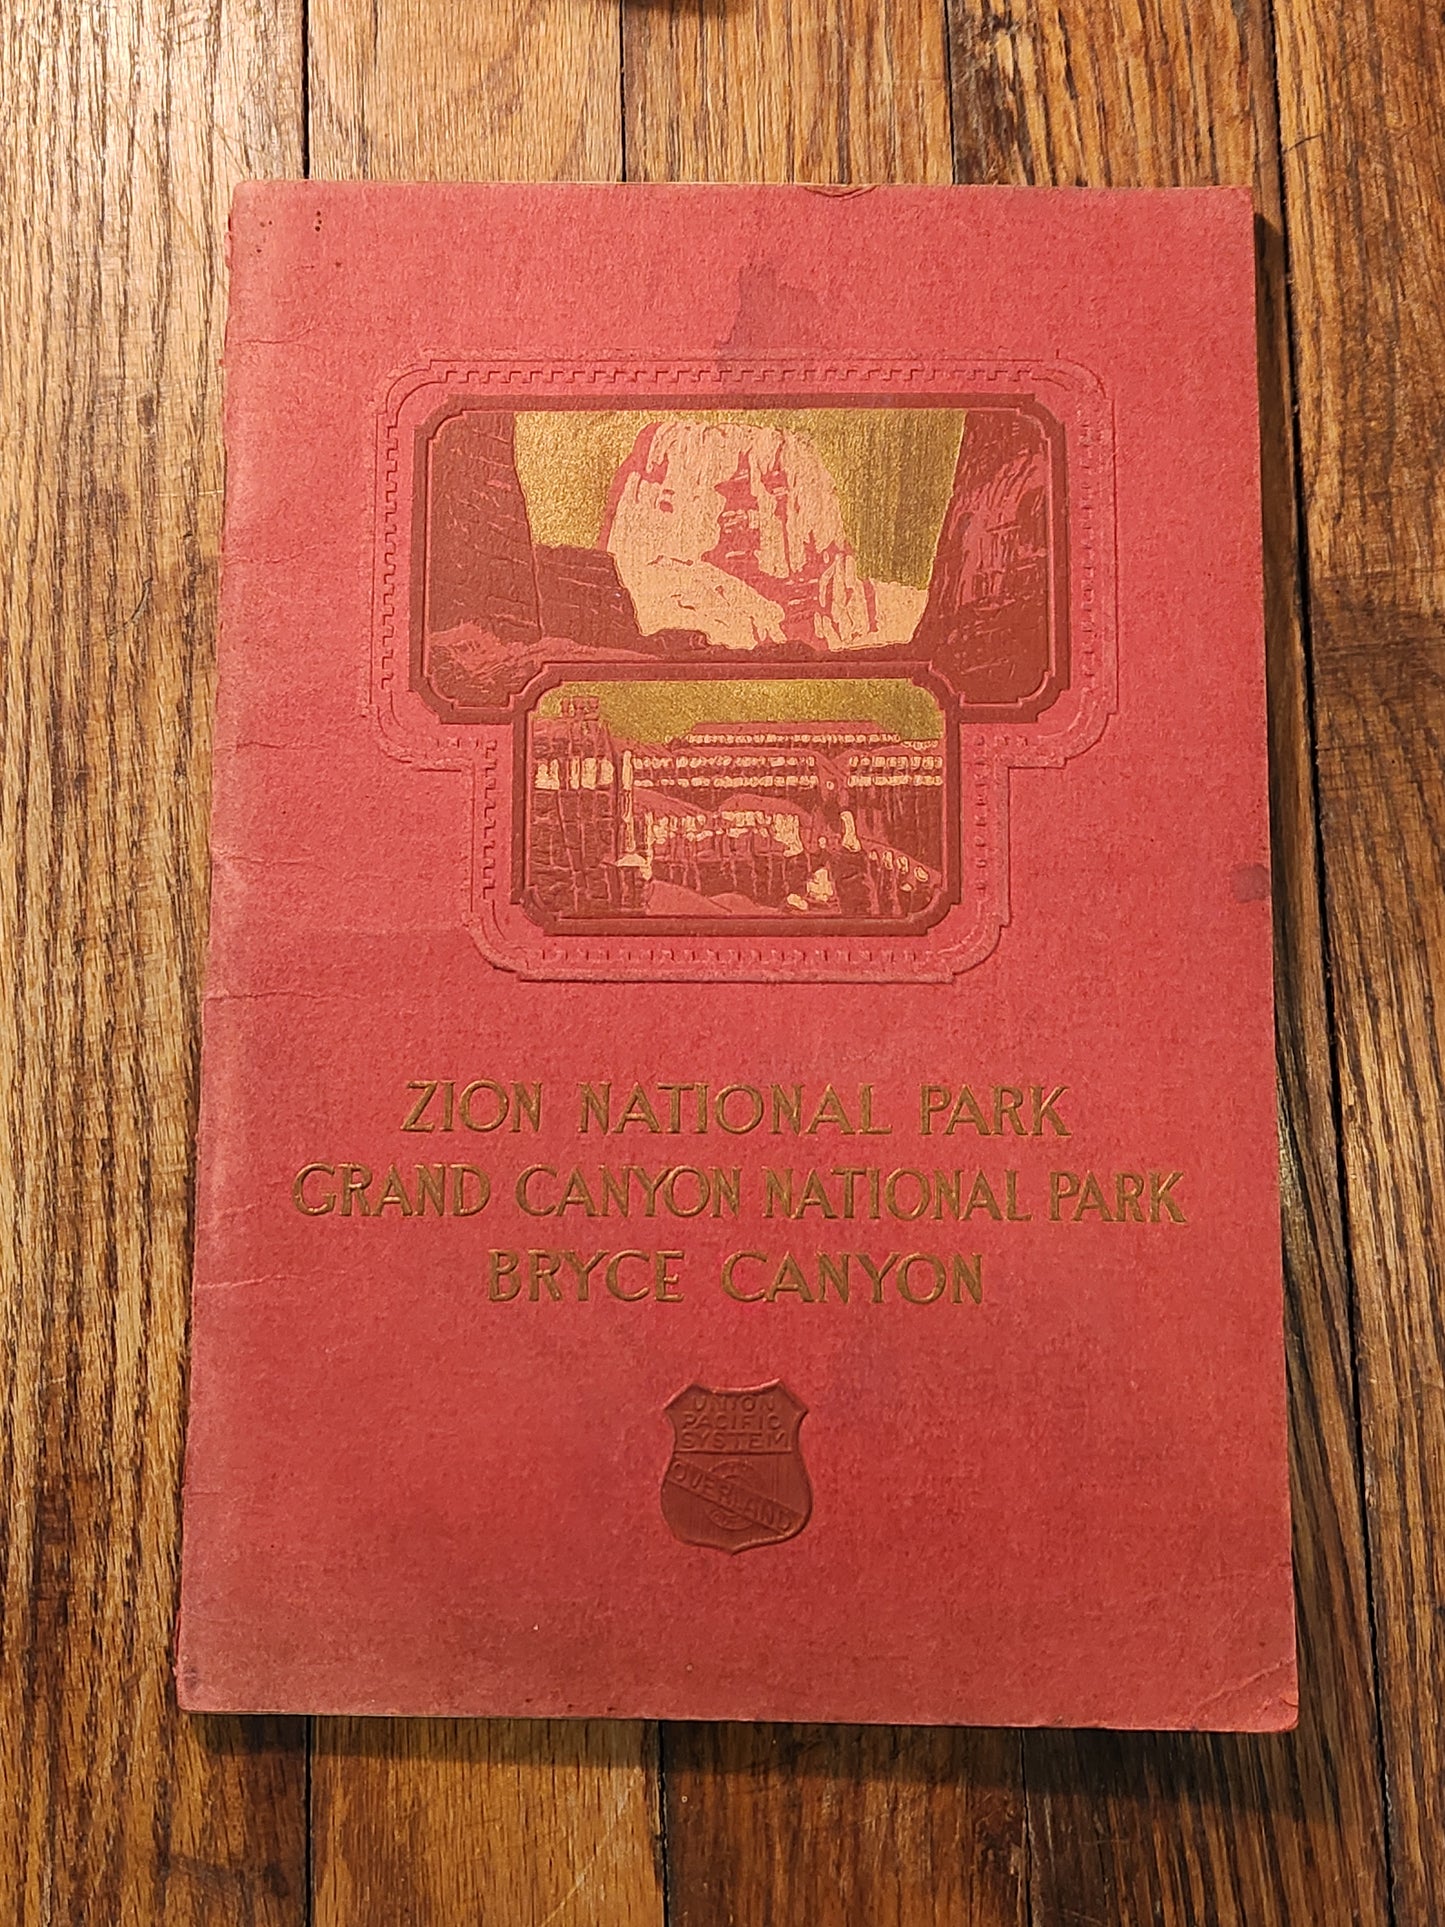 ZION NATIONAL PARK
GRAND CANYON NATIONAL PARK
BRYCE CANYON
UNION
PACIFIC
SYSTEM
OVERLAND